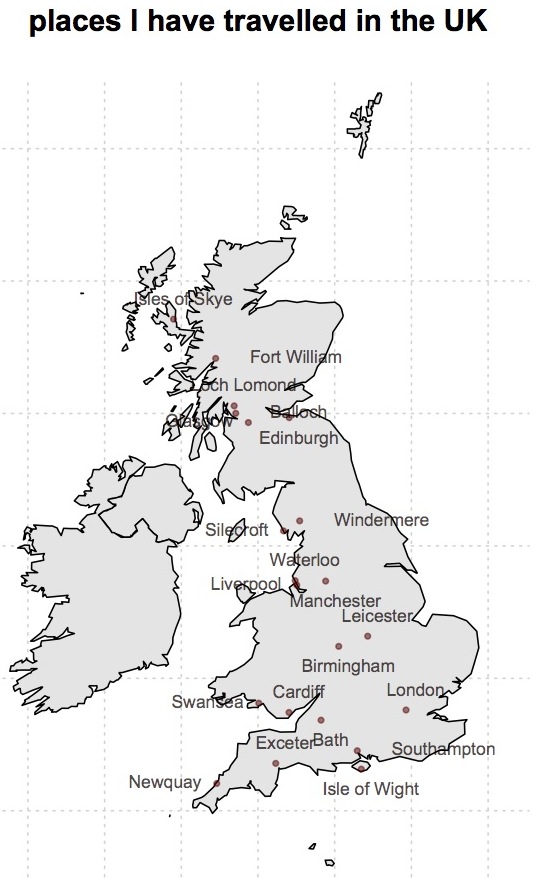 places I have travelled in the UK
Isles of Skye
Fort William
Loch Lomond
Balloch
Glasgow
Edinburgh
Windermere
Silecroft
Waterloo
Liverpool
Manchester
Leicester
Birmingham
Cardiff
London
Swansea
Exeter
Bath
Southampton
Newquay
Isle of Wight